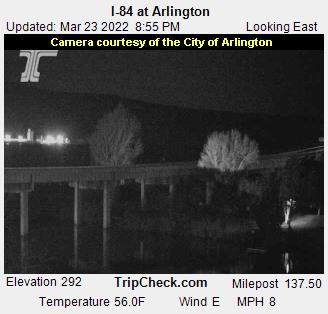 I-84 at Arlington
Updated: Mar 23 2022 8:55 PM Looking East
Camera courtesy of the City of Arlington
Elevation 292 TripCheck.com Milepost 137.50
Temperature 56.0F Wind E MPH 8